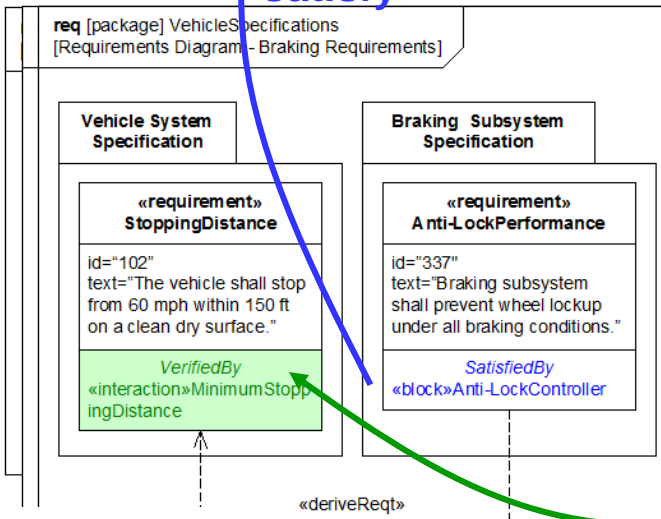 satisfy
req [package] VehicleSpecifications
[Requirements Diagram - Braking Requirements]
Vehicle System
Specification
«requirement»
StoppingDistance
id="102"
text="The vehicle shall stop
from 60 mph within 150 ft
on a clean dry surface."
VerifiedBy
«interaction»MinimumStopp
ingDistance
Braking Subsystem
Specification
«requirement»
Anti-LockPerformance
id="337"
text="Braking subsystem
shall prevent wheel lockup
under all braking conditions."
SatisfiedBy
«block»Anti-LockController
«deriveReqt»